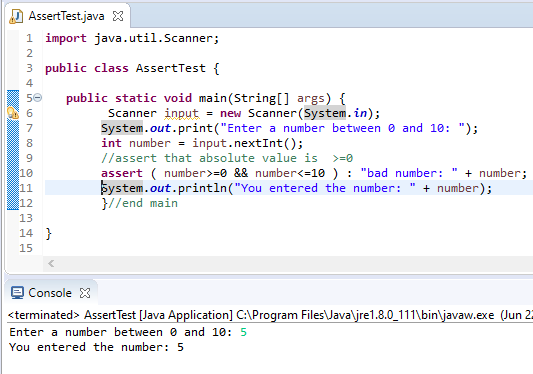 AssertTest.java
1 import java.util.Scanner;
2
3 public class AssertTest {
4
5 public static void main(String[] args) {
6 Scanner input = new Scanner(System.in);
7 System.out.print("Enter a number between 0 and 10: ");
8 int number = input.nextInt();
9 //assert that absolute value is  >=0
10 assert ( number>=0 && number<=10 ) : "bad number: " + number;
11 System.out.println("You entered the number: " + number);
12 }//end main
13
14 }
15
Console
<terminated> AssertTest [Java Application] C:\Program Files\Java\jre1.8.0_111\bin\javaw.exe (Jun 22
Enter a number between 0 and 10: 5
You entered the number: 5